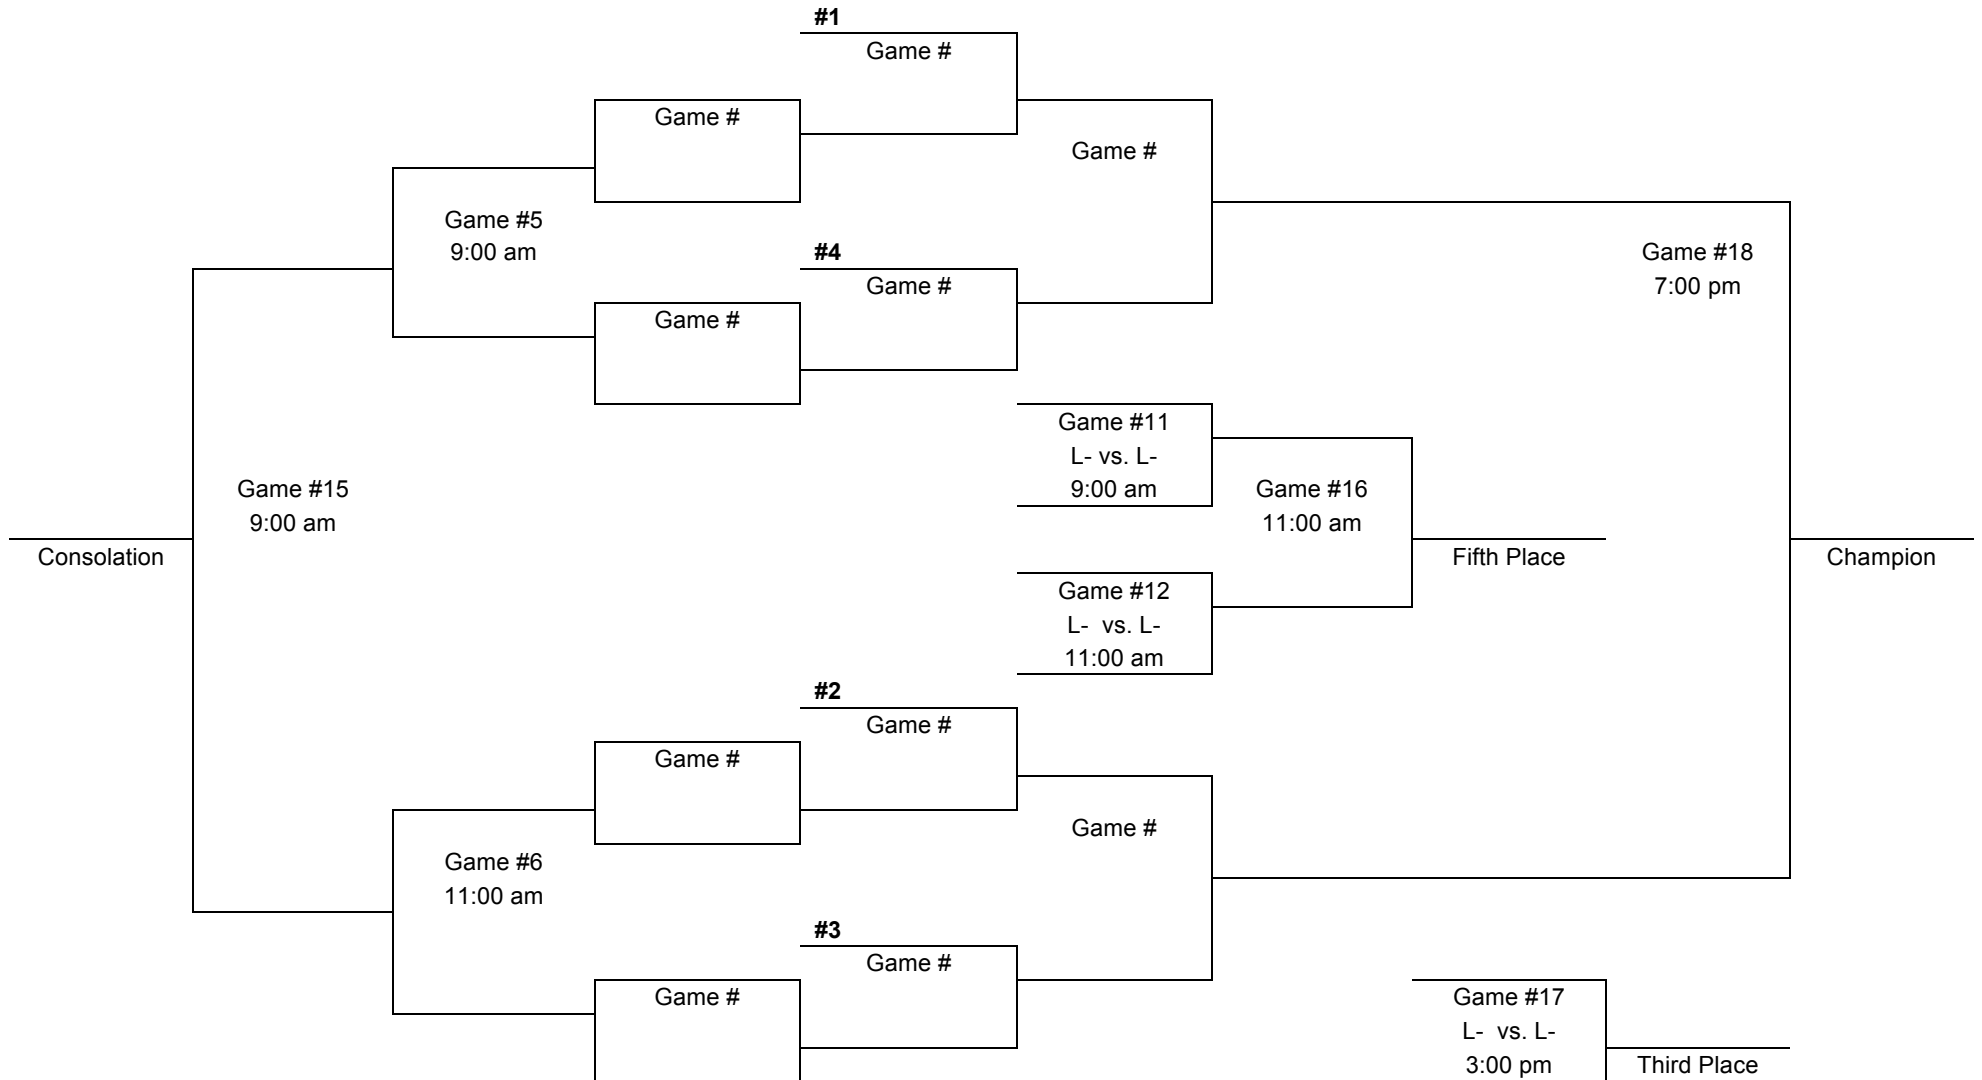 #1
Game #
Game #
Game #
Game #5
9:00 am
#4
Game #18
Game #
7:00 pm
Game #
Game #11
L- vs. L-
9:00 am
Game #15
Game #16
9:00 am
11:00 am
Consolation
Fifth Place
Champion
Game #12
L-  vs. L-
11:00 am
#2
Game #
Game #
Game #
Game #6
11:00 am
#3
Game #
Game #
Game #17
L-  vs. L-
3:00 pm
Third Place